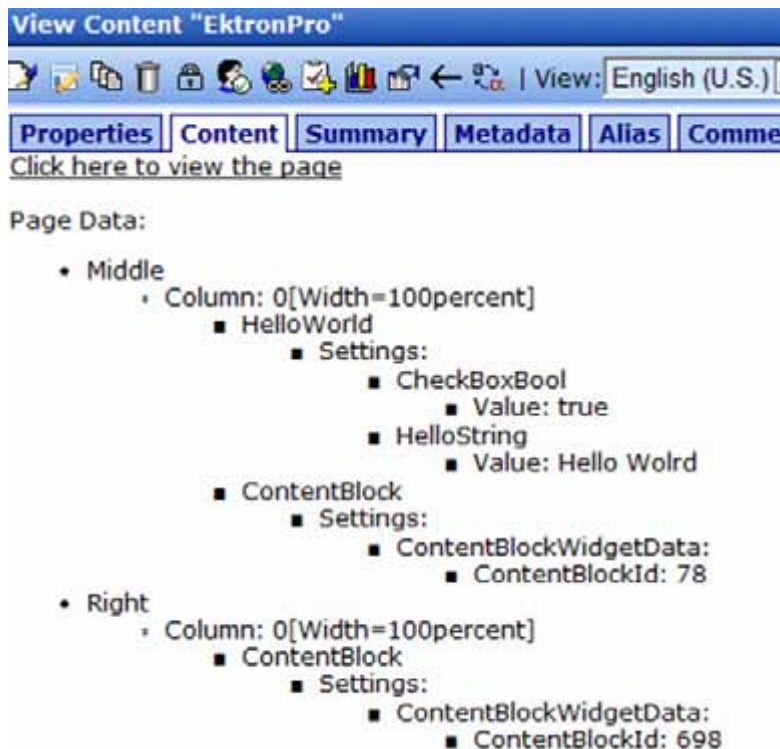 View Content "EktronPro"
| View: English (U.S.)
Properties Content Summary Metadata Alias Comme
Click here to view the page
Page Data:
Middle
Column: 0[Width=100percent]
HelloWorld
Settings:
CheckBoxBool
Value: true
HelloString
Value: Hello Wolrd
ContentBlock
Settings:
ContentBlockWidgetData:
ContentBlockId: 78
Right
Column: 0[Width=100percent]
ContentBlock
Settings:
ContentBlockWidgetData:
ContentBlockId: 698